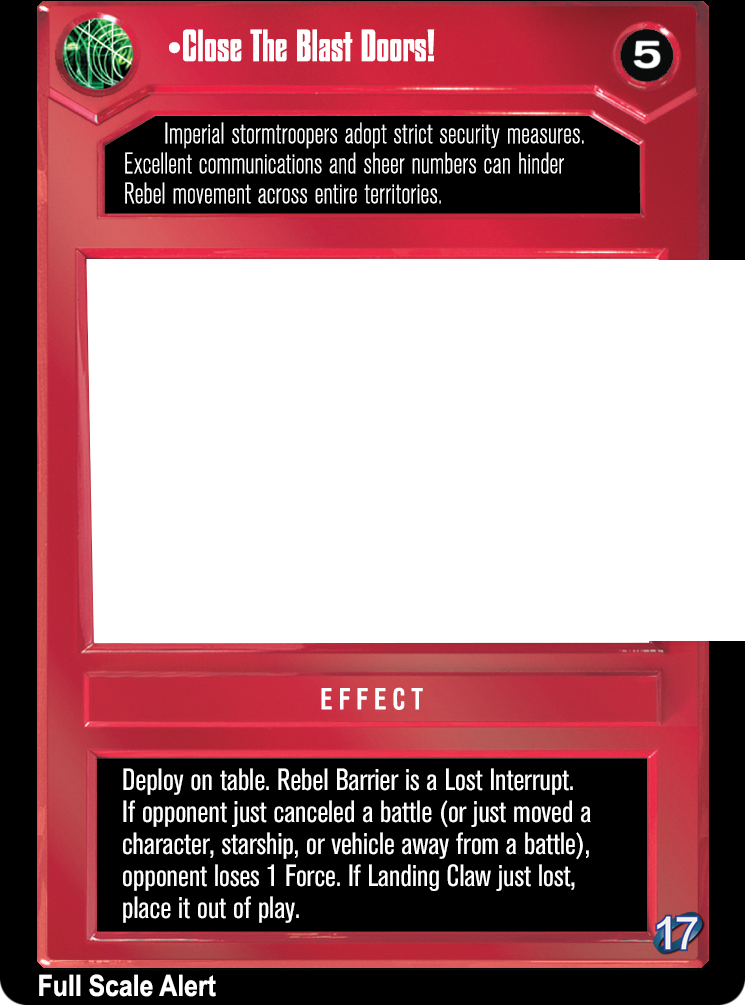 •Close The Blast Doors!
5
Imperial stormtroopers adopt strict security measures.
Excellent communications and sheer numbers can hinder
Rebel movement across entire territories.
EFFECT
Deploy on table. Rebel Barrier is a Lost Interrupt.
If opponent just canceled a battle (or just moved a
character, starship, or vehicle away from a battle),
opponent loses 1 Force. If Landing Claw just lost,
place it out of play.
17
Full Scale Alert